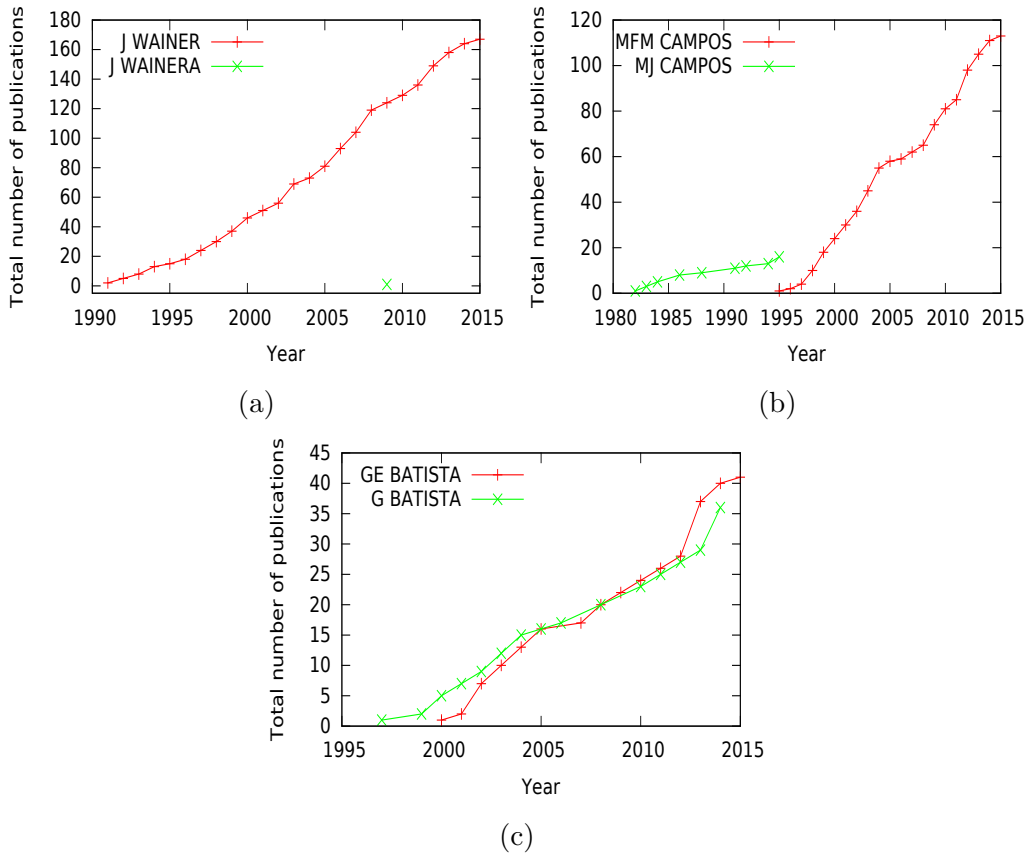 Total number of publications
180
160
140
120
100
80
60
40
20
0
J WAINER
J WAINERA
1990 1995 2000 2005 2010 2015
Year
(a)
Total number of publications
120
100
80
60
40
20
0
MFM CAMPOS
MJ CAMPOS
1980 1985 1990 1995 2000 2005 2010 2015
Year
(b)
Total number of publications
45
40
35
30
25
20
15
10
5
0
GE BATISTA
G BATISTA
1995 2000 2005 2010 2015
Year
(c)